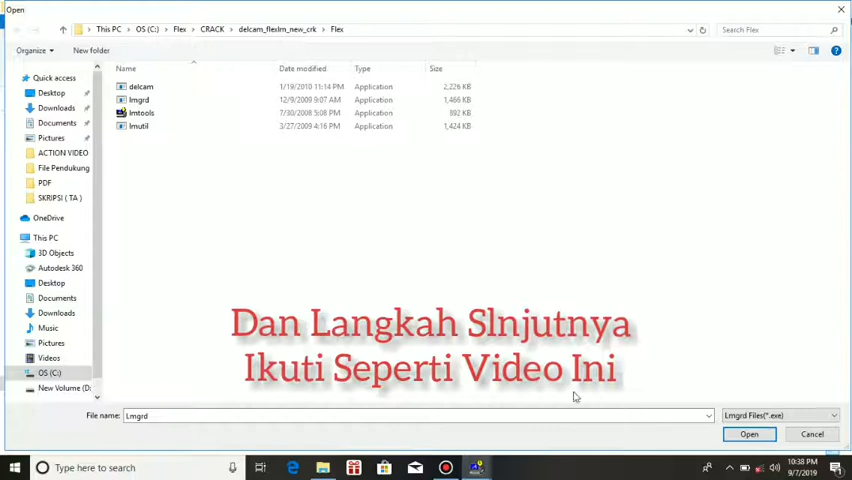 Open
This PC > OS (C:) > Flex > CRACK > delcam_flexlm_new_crk > Flex
Search Flex
Organize
New folder
Name Date modified Type Size
delcam 1/19/2010 11:14 PM Application 2,226 KB
lmgrd 12/9/2009 9:07 AM Application 1,466 KB
lmtools 7/30/2008 5:08 PM Application 892 KB
lmutil 3/27/2009 4:16 PM Application 1,424 KB
Quick access
Desktop
Downloads
Documents
Pictures
ACTION VIDEO
File Pendukung
PDF
SKRIPSI ( TA )
OneDrive
This PC
3D Objects
Autodesk 360
Desktop
Documents
Downloads
Music
Pictures
Videos
OS (C:)
New Volume (D:
Dan Langkah Slnjutnya
Ikuti Seperti Video Ini
File name: Lmgrd
Lmgrd Files(*.exe)
Open
Cancel
Type here to search
10:38 PM
9/7/2019